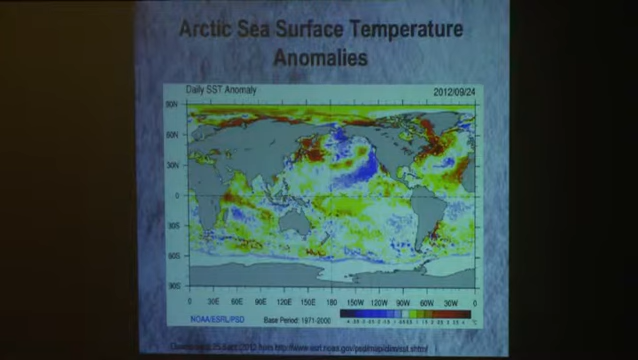 Arctic Sea Surface Temperature
Anomalies
Daily SST Anomaly 2012/09/24
90N
60N
30N
0
30S
60S
90S
0 30E 60E 90E 120E 150E 180 150W 120W 90W 60W 30W 0
NOAA/ESRL/PSD Base Period: 1971-2000